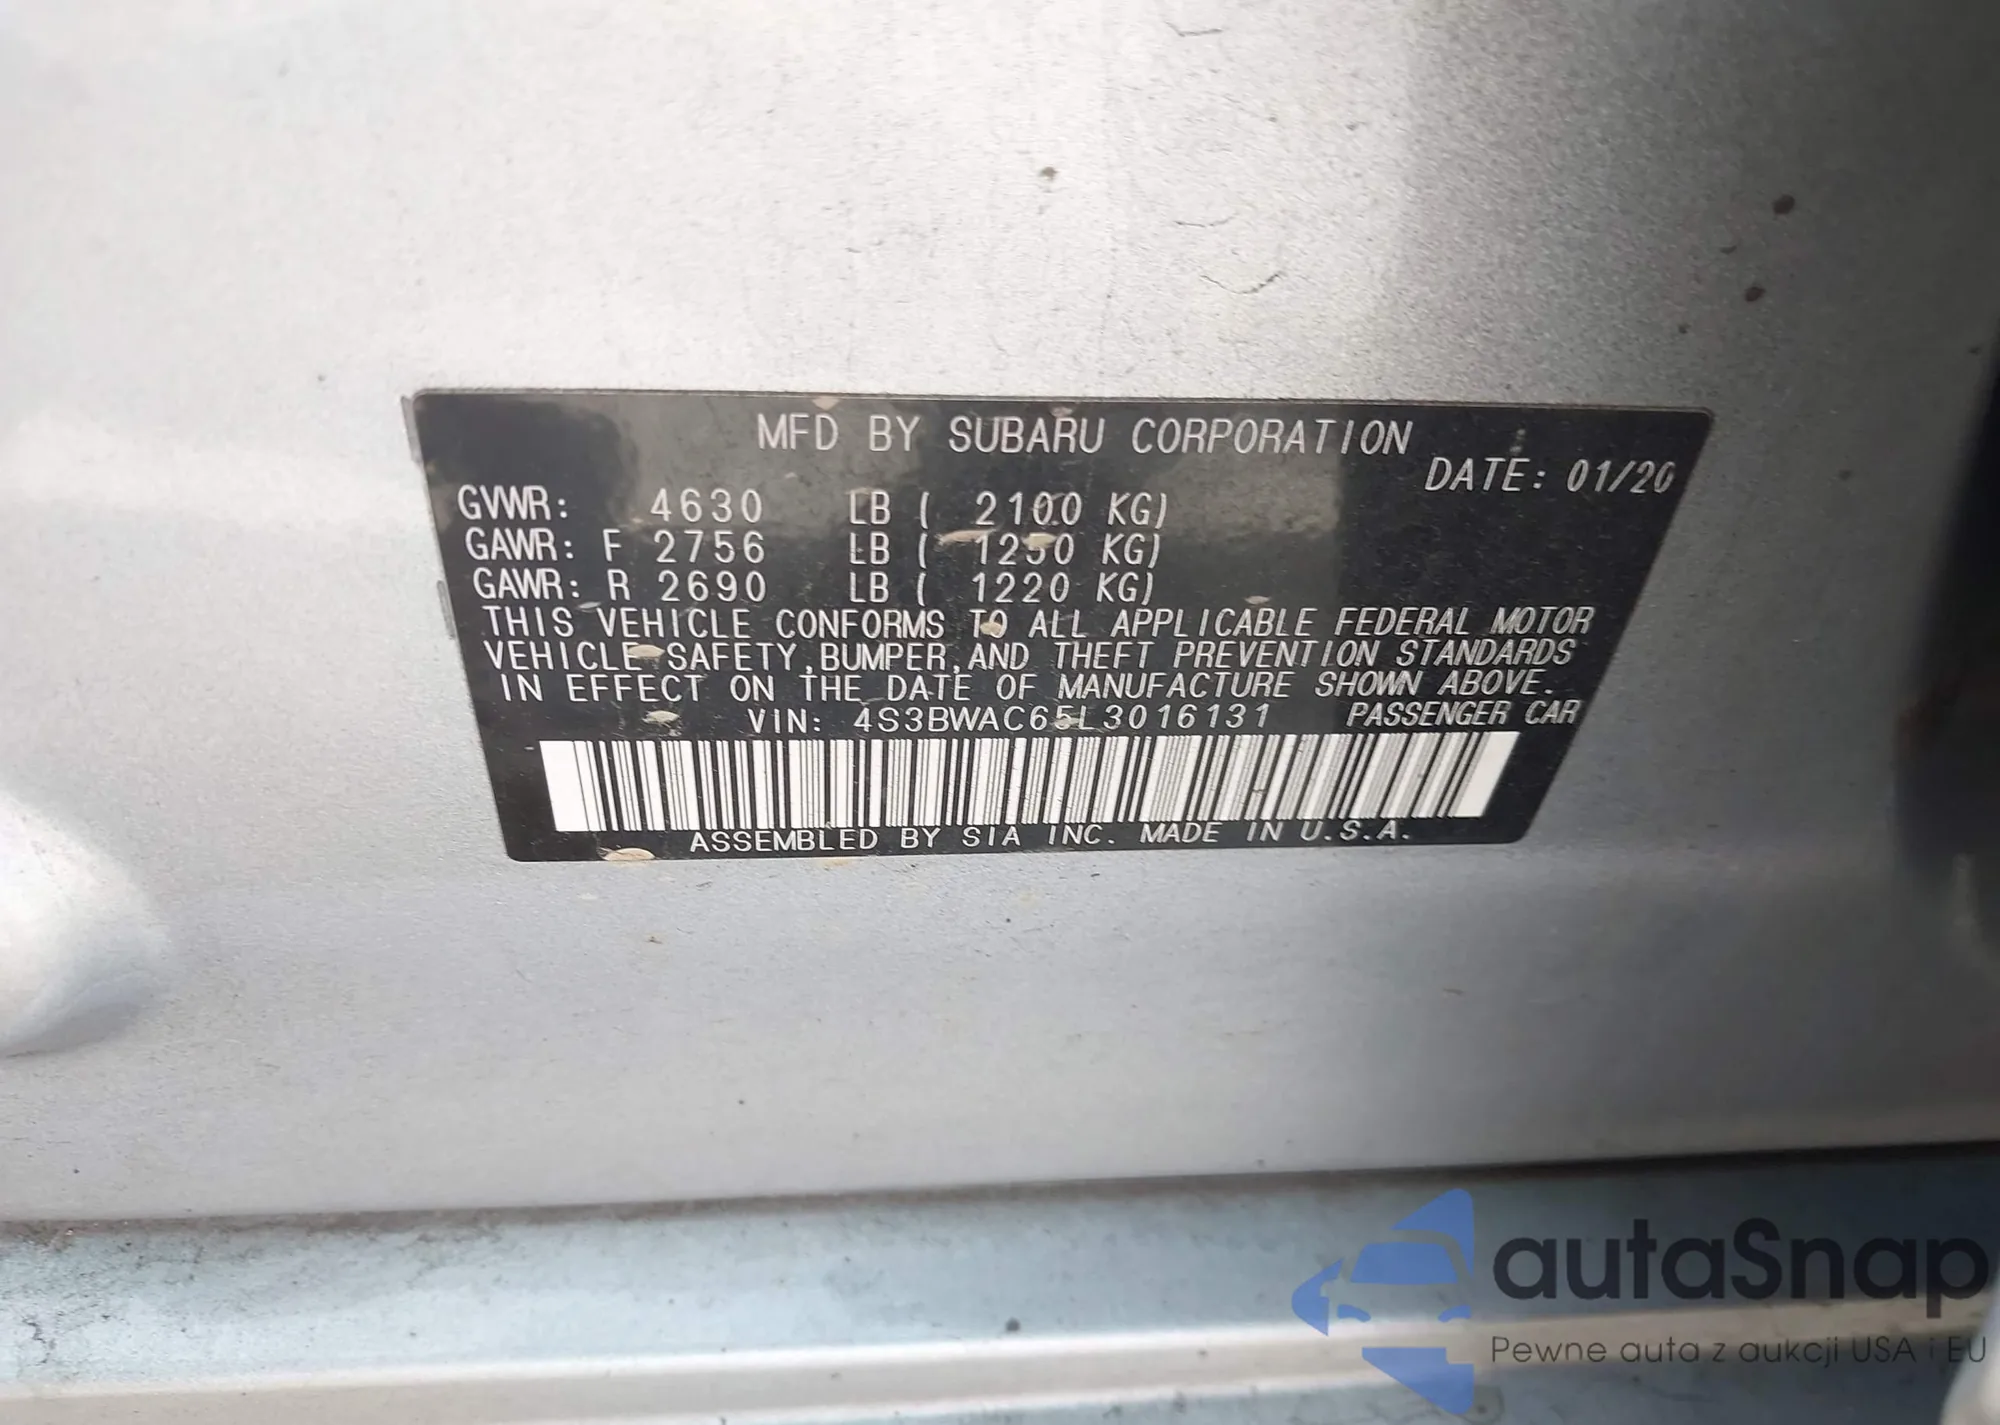 MFD BY SUBARU CORPORATION
DATE: 01/20
GVWR: 4630 LB ( 2100 KG)
GAWR: F 2756 LB ( 1250 KG)
GAWR: R 2690 LB ( 1220 KG)
THIS VEHICLE CONFORMS TO ALL APPLICABLE FEDERAL MOTOR
VEHICLE SAFETY,BUMPER,AND THEFT PREVENTION STANDARDS
IN EFFECT ON THE DATE OF MANUFACTURE SHOWN ABOVE.
VIN: 4S3BWAC65L3016131 PASSENGER CAR
ASSEMBLED BY SIA INC. MADE IN U.S.A.
autaSnap
Pewne auta z aukcji USA i EU